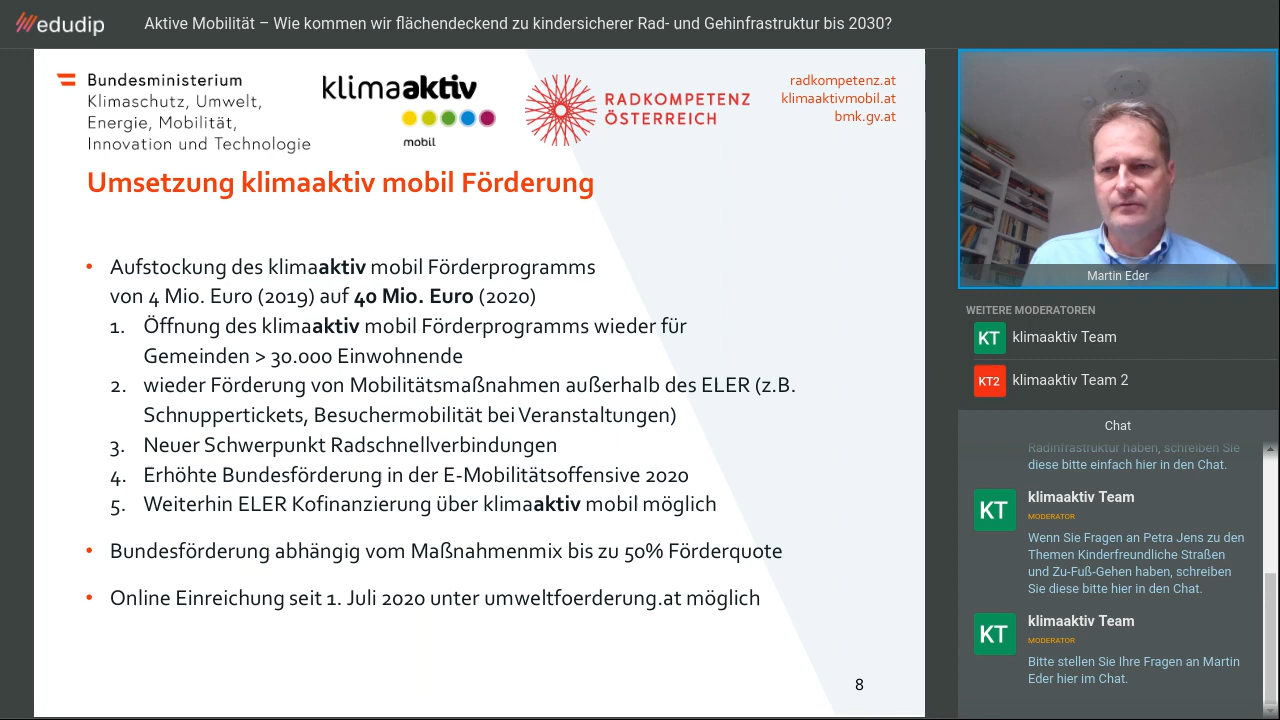 edudip
Aktive Mobilität – Wie kommen wir flächendeckend zu kindersicherer Rad- und Gehinfrastruktur bis 2030?
Bundesministerium
Klimaschutz, Umwelt,
Energie, Mobilität,
Innovation und Technologie
klimaaktiv
mobil
RADKOMPETENZ
ÖSTERREICH
radkompetenz.at
klimaaktivmobil.at
bmk.gv.at
Umsetzung klimaaktiv mobil Förderung
• Aufstockung des klimaaktiv mobil Förderprogramms
von 4 Mio. Euro (2019) auf 40 Mio. Euro (2020)
1. Öffnung des klimaaktiv mobil Förderprogramms wieder für
Gemeinden > 30.000 Einwohnende
2. wieder Förderung von Mobilitätsmaßnahmen außerhalb des ELER (z.B.
Schnuppertickets, Besuchermobilität bei Veranstaltungen)
3. Neuer Schwerpunkt Radschnellverbindungen
4. Erhöhte Bundesförderung in der E-Mobilitätsoffensive 2020
5. Weiterhin ELER Kofinanzierung über klimaaktiv mobil möglich
• Bundesförderung abhängig vom Maßnahmenmix bis zu 50% Förderquote
• Online Einreichung seit 1. Juli 2020 unter umweltfoerderung.at möglich
8
Martin Eder
WEITERE MODERATOREN
KT klimaaktiv Team
KT2 klimaaktiv Team 2
Chat
Radinfrastruktur haben, schreiben Sie
diese bitte einfach hier in den Chat.
KT klimaaktiv Team
MODERATOR
Wenn Sie Fragen an Petra Jens zu den
Themen Kinderfreundliche Straßen
und Zu-Fuß-Gehen haben, schreiben
Sie diese bitte hier in den Chat.
KT klimaaktiv Team
MODERATOR
Bitte stellen Sie Ihre Fragen an Martin
Eder hier im Chat.